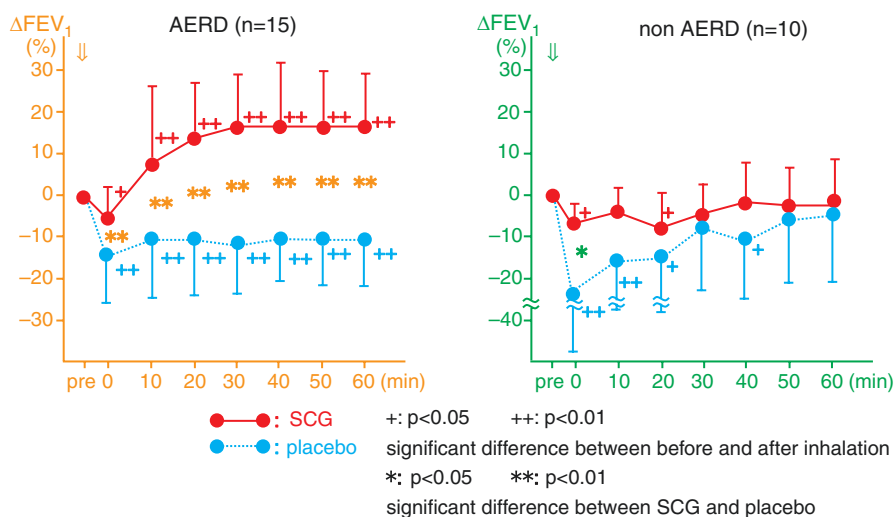 AERD (n=15)
ΔFEV1
(%)
⇓
30
20
10
0
−10
−20
−30
++ ++ ++ ++ ++ ++
+
** ** ** ** ** **
**
++ ++ ++ ++ ++ ++ ++
pre 0 10 20 30 40 50 60 (min)
non AERD (n=10)
ΔFEV1
(%)
⇓
30
20
10
0
−10
−20
−40
+ +
*
++ ++ + +
pre 0 10 20 30 40 50 60 (min)
: SCG +: p<0.05 ++: p<0.01
: placebo significant difference between before and after inhalation
*: p<0.05 **: p<0.01
significant difference between SCG and placebo